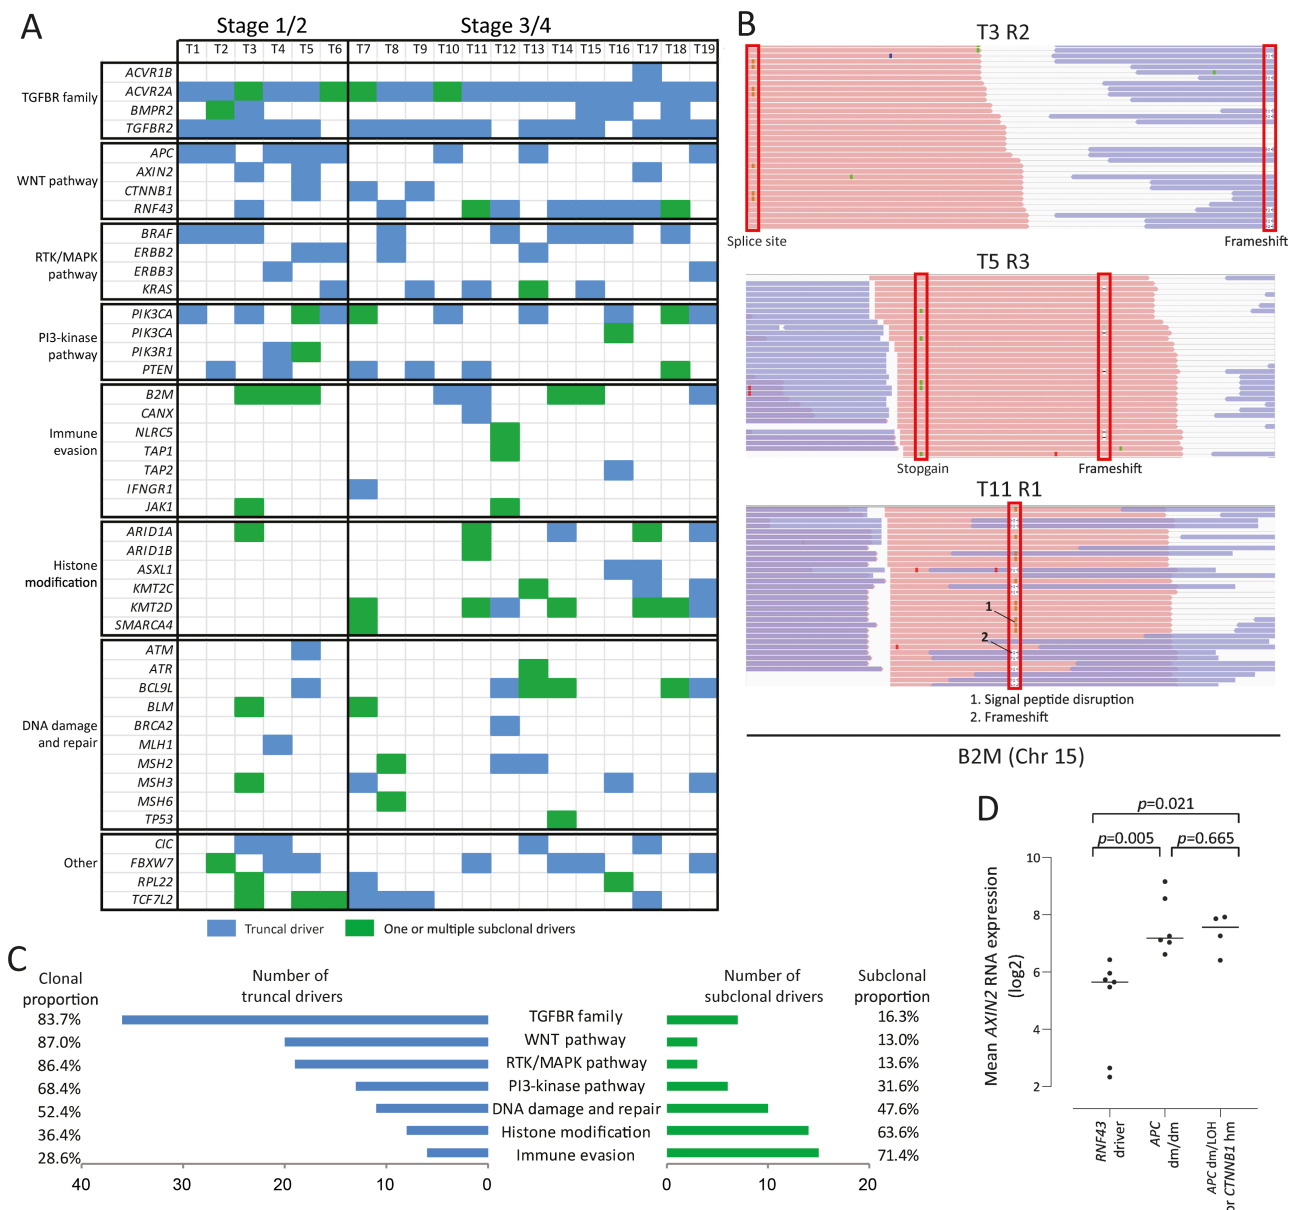 A
Stage 1/2
Stage 3/4
T1 T2 T3 T4 T5 T6 T7 T8 T9 T10 T11 T12 T13 T14 T15 T16 T17 T18 T19
TGFBR family
ACVR1B
ACVR2A
BMPR2
TGFBR2
WNT pathway
APC
AXIN2
CTNNB1
RNF43
RTK/MAPK
pathway
BRAF
ERBB2
ERBB3
KRAS
PI3-kinase
pathway
PIK3CA
PIK3CA
PIK3R1
PTEN
Immune
evasion
B2M
CANX
NLRC5
TAP1
TAP2
IFNGR1
JAK1
Histone
modification
ARID1A
ARID1B
ASXL1
KMT2C
KMT2D
SMARCA4
DNA damage
and repair
ATM
ATR
BCL9L
BLM
BRCA2
MLH1
MSH2
MSH3
MSH6
TP53
Other
CIC
FBXW7
RPL22
TCF7L2
Truncal driver
One or multiple subclonal drivers
B
T3 R2
Splice site
Frameshift
T5 R3
Stopgain
Frameshift
T11 R1
1
2
1. Signal peptide disruption
2. Frameshift
B2M (Chr 15)
C
Clonal
proportion
Number of
truncal drivers
Number of
subclonal drivers
Subclonal
proportion
83.7% TGFBR family 16.3%
87.0% WNT pathway 13.0%
86.4% RTK/MAPK pathway 13.6%
68.4% PI3-kinase pathway 31.6%
52.4% DNA damage and repair 47.6%
36.4% Histone modification 63.6%
28.6% Immune evasion 71.4%
40 30 20 10 0 0 10 20
D
p=0.021
p=0.005 p=0.665
Mean AXIN2 RNA expression
(log2)
10
8
6
4
2
RNF43
driver
APC
dm/dm
APC dm/LOH
or CTNNB1 hm